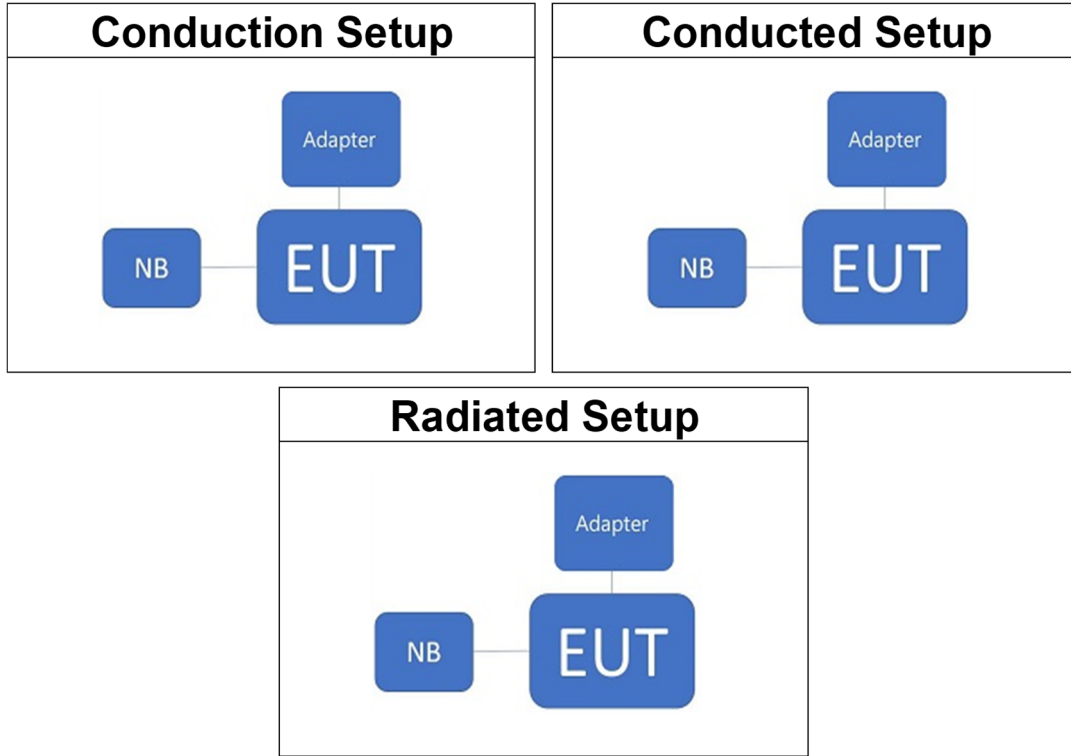 Conduction Setup
Adapter
NB
EUT
Conducted Setup
Adapter
NB
EUT
Radiated Setup
Adapter
NB
EUT